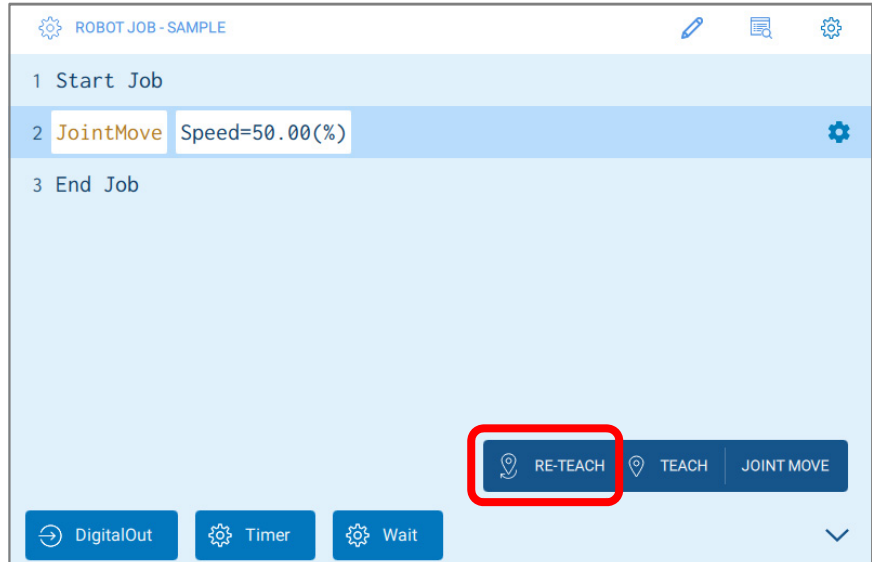 ROBOT JOB - SAMPLE
1 Start Job
2 JointMove Speed=50.00(%)
3 End Job
RE-TEACH TEACH JOINT MOVE
DigitalOut Timer Wait